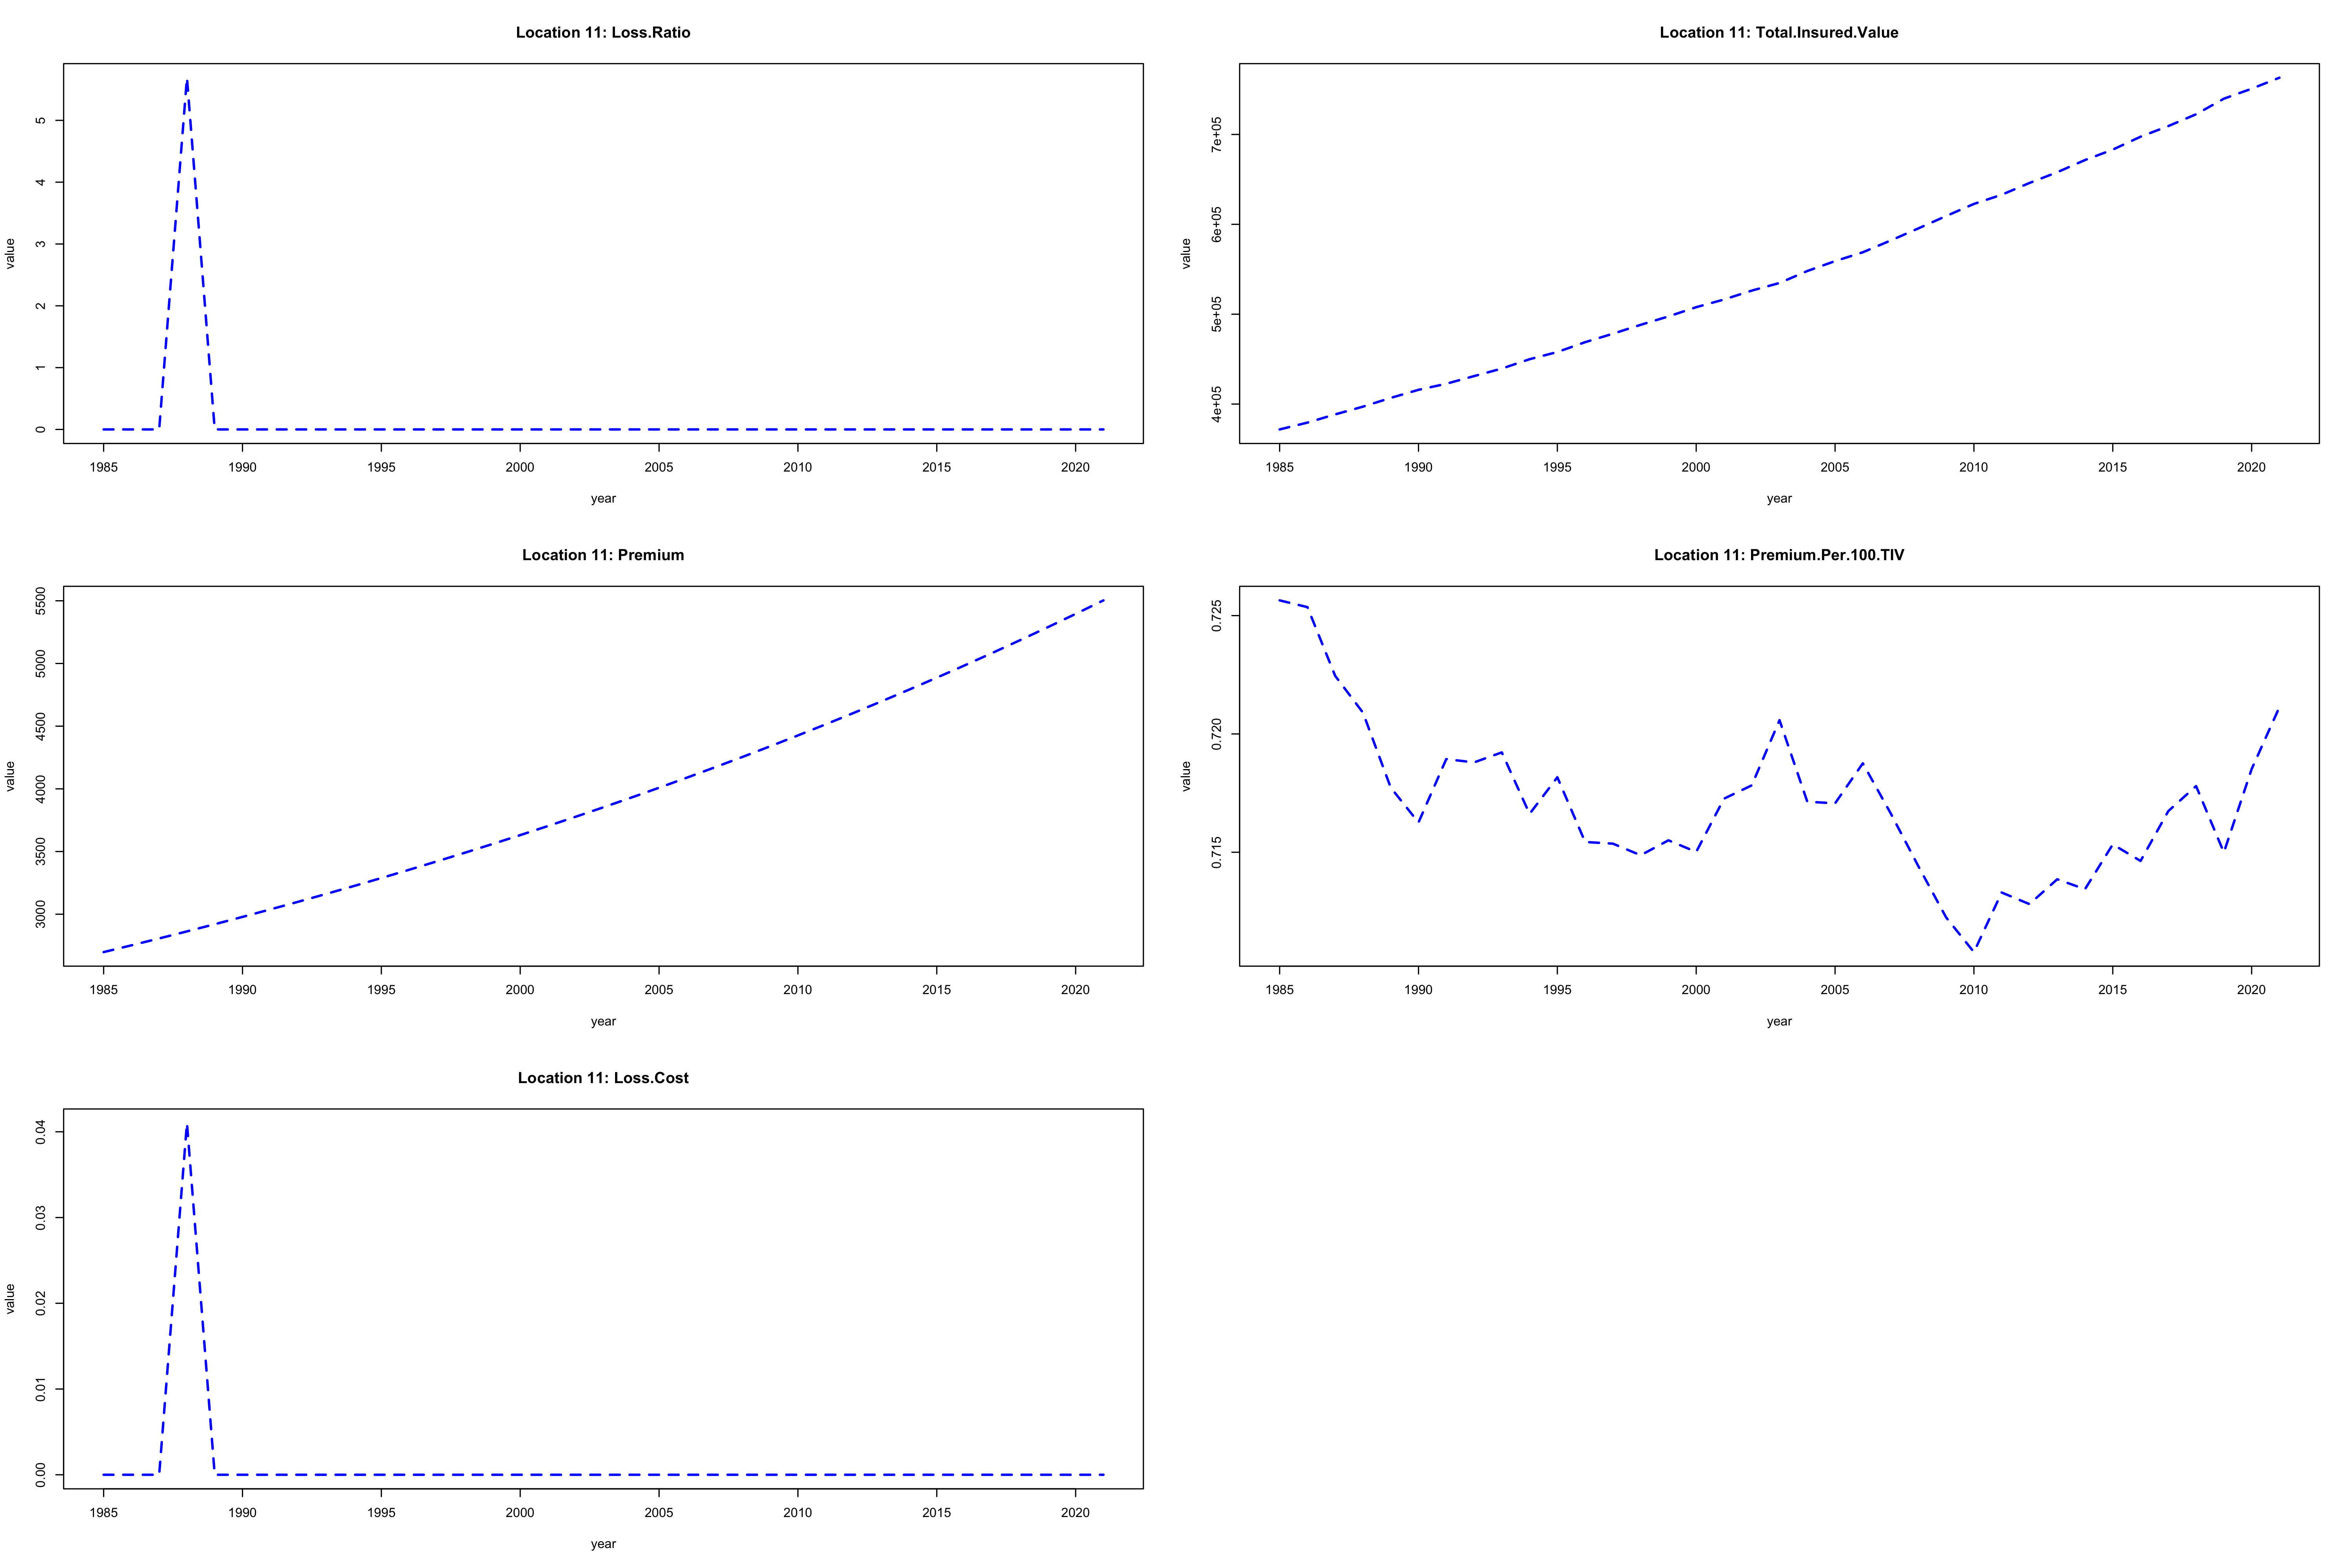 Location 11: Loss.Ratio
value
5
4
3
2
1
0
1985 1990 1995 2000 2005 2010 2015 2020
year
Location 11: Total.Insured.Value
value
7e+05
6e+05
5e+05
4e+05
1985 1990 1995 2000 2005 2010 2015 2020
year
Location 11: Premium
value
5500
5000
4500
4000
3500
3000
1985 1990 1995 2000 2005 2010 2015 2020
year
Location 11: Premium.Per.100.TIV
value
0.725
0.720
0.715
1985 1990 1995 2000 2005 2010 2015 2020
year
Location 11: Loss.Cost
value
0.04
0.03
0.02
0.01
0.00
1985 1990 1995 2000 2005 2010 2015 2020
year